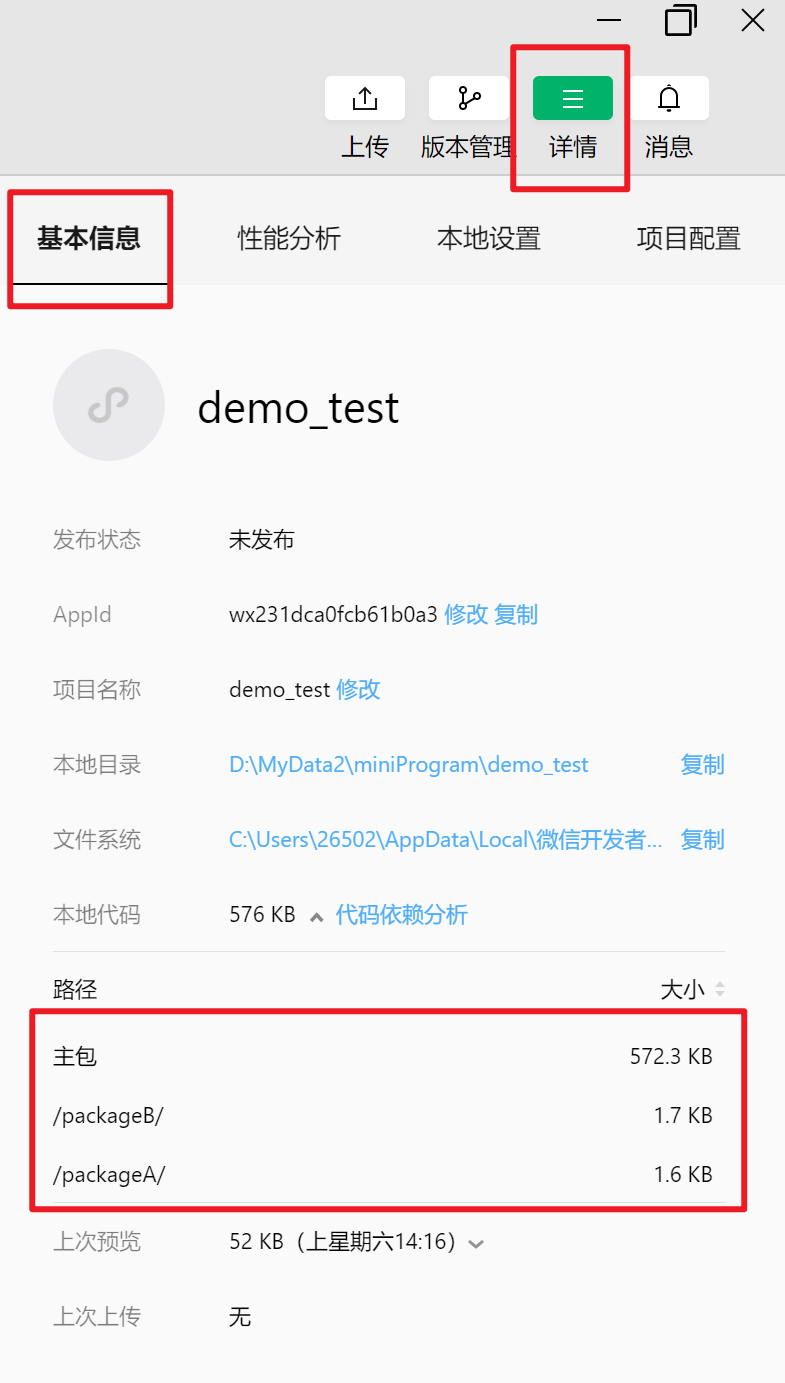 上传 版本管理 详情 消息
基本信息 性能分析 本地设置 项目配置
demo_test
发布状态 未发布
AppId wx231dca0fcb61b0a3 修改 复制
项目名称 demo_test 修改
本地目录 D:\MyData2\miniProgram\demo_test 复制
文件系统 C:\Users\26502\AppData\Local\微信开发者... 复制
本地代码 576 KB 代码依赖分析
路径 大小
主包 572.3 KB
/packageB/ 1.7 KB
/packageA/ 1.6 KB
上次预览 52 KB（上星期六14:16）
上次上传 无